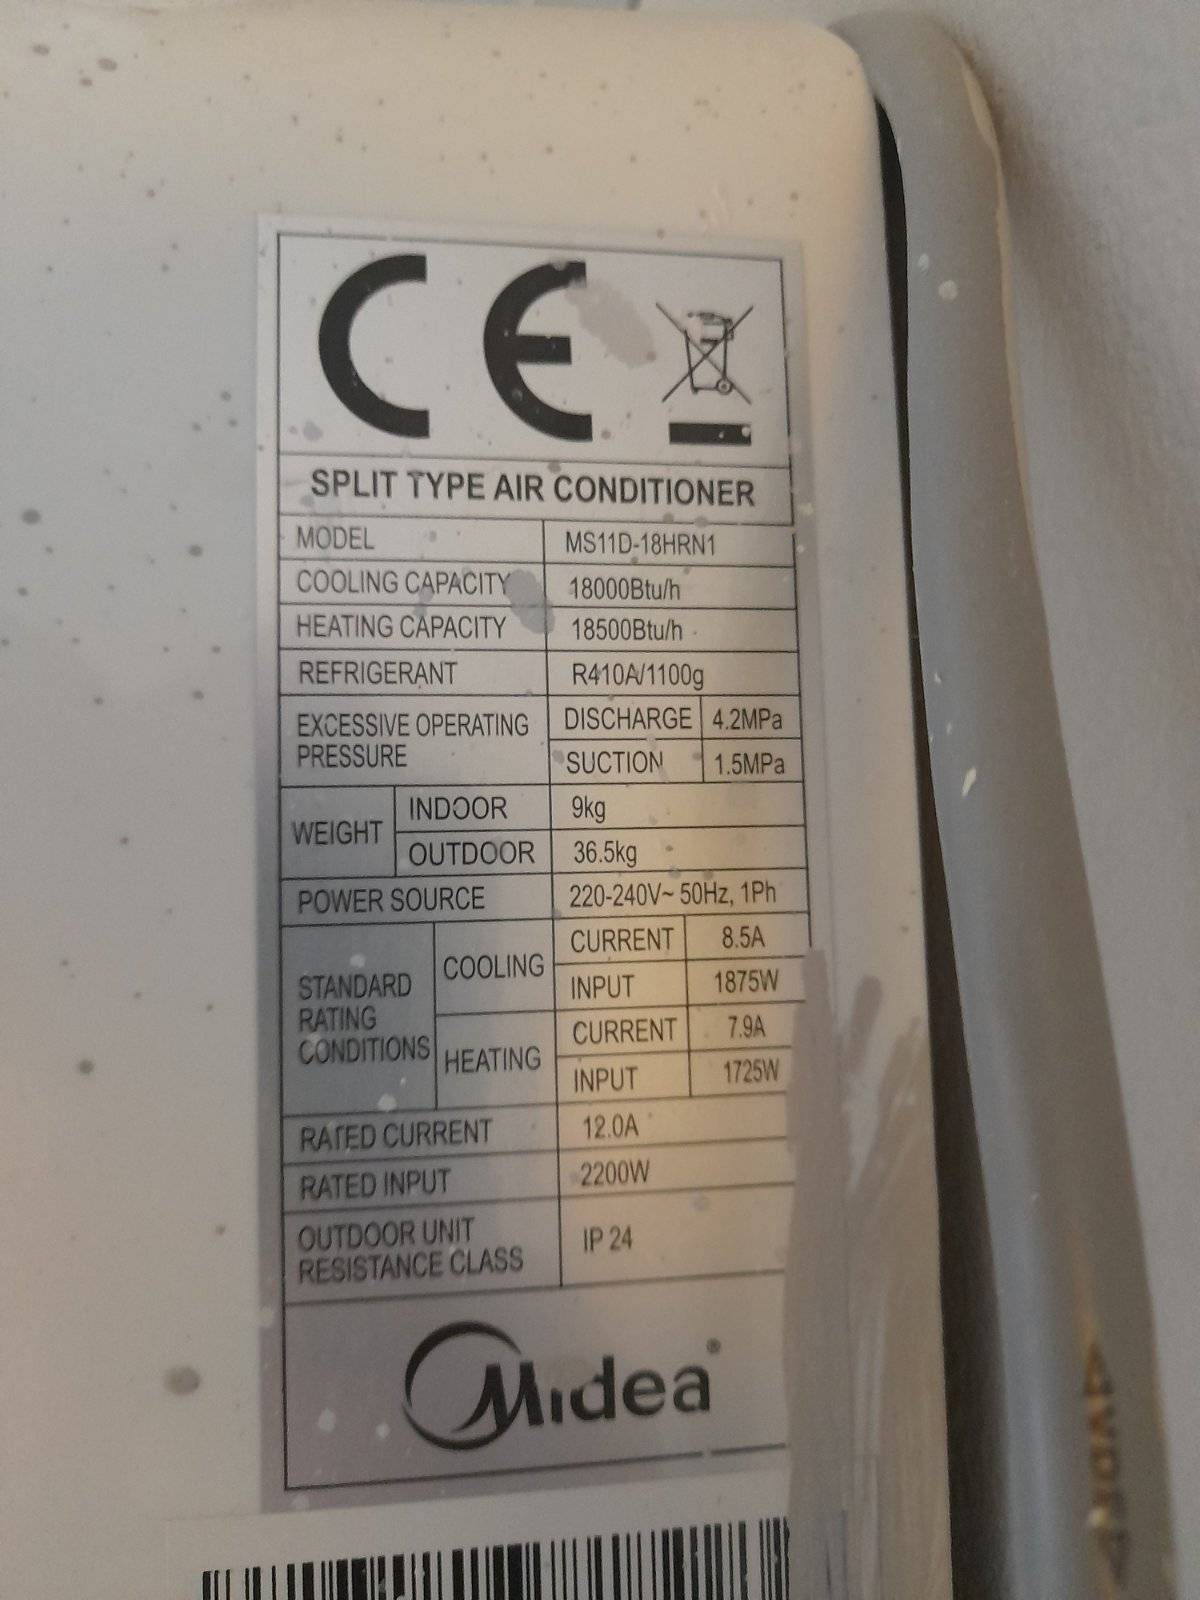 CE
SPLIT TYPE AIR CONDITIONER
MODEL MS11D-18HRN1
COOLING CAPACITY 18000Btu/h
HEATING CAPACITY 18500Btu/h
REFRIGERANT R410A/1100g
EXCESSIVE OPERATING PRESSURE DISCHARGE 4.2MPa
SUCTION 1.5MPa
WEIGHT INDOOR 9kg
OUTDOOR 36.5kg
POWER SOURCE 220-240V~ 50Hz, 1Ph
STANDARD RATING CONDITIONS COOLING CURRENT 8.5A
INPUT 1875W
HEATING CURRENT 7.9A
INPUT 1725W
RATED CURRENT 12.0A
RATED INPUT 2200W
OUTDOOR UNIT RESISTANCE CLASS IP 24
Midea®